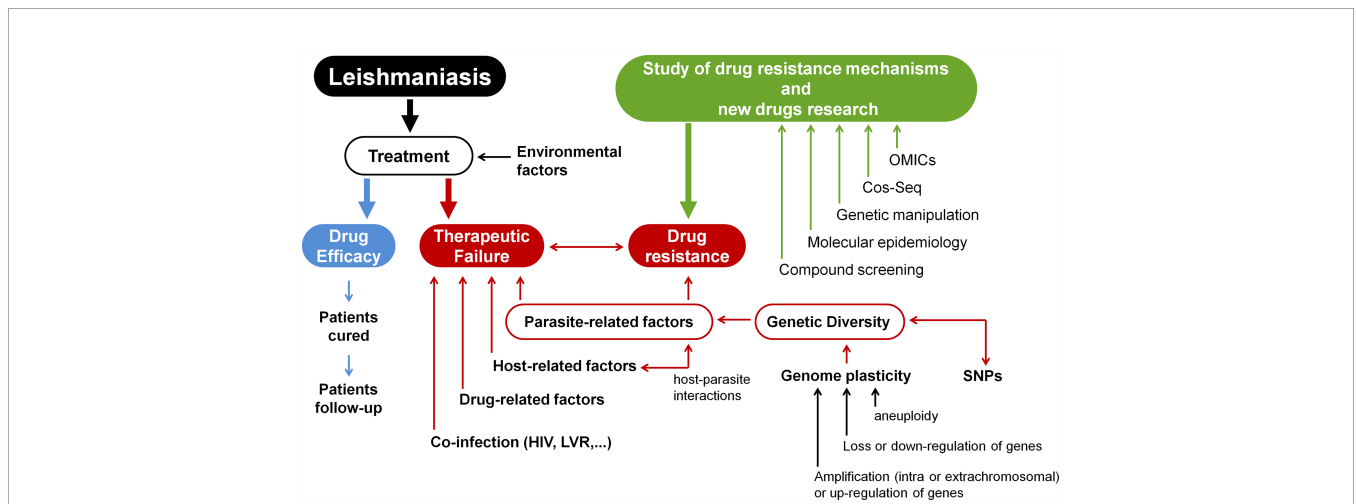 Leishmaniasis
Study of drug resistance mechanisms
and
new drugs research
Treatment
Environmental
factors
OMICs
Cos-Seq
Genetic manipulation
Molecular epidemiology
Compound screening
Drug
Efficacy
Therapeutic
Failure
Drug
resistance
Patients
cured
Parasite-related factors
Genetic Diversity
Host-related factors
host-parasite
interactions
Genome plasticity
SNPs
Patients
follow-up
Drug-related factors
aneuploidy
Co-infection (HIV, LVR,...)
Loss or down-regulation of genes
Amplification (intra or extrachromosomal)
or up-regulation of genes